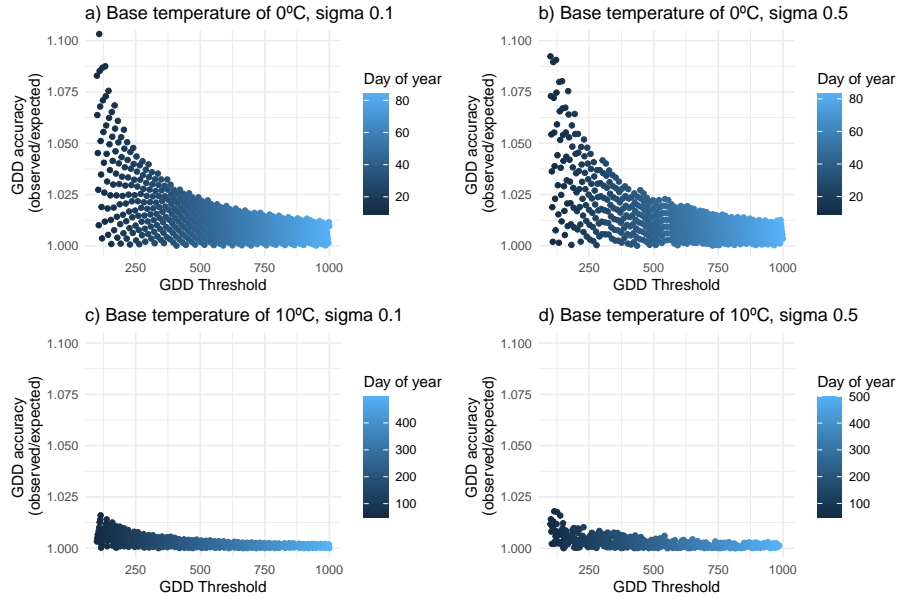 a) Base temperature of 0ºC, sigma 0.1
1.100
1.075
1.050
1.025
1.000
GDD accuracy
(observed/expected)
250 500 750 1000
GDD Threshold
Day of year
80
60
40
20
b) Base temperature of 0ºC, sigma 0.5
1.100
1.075
1.050
1.025
1.000
GDD accuracy
(observed/expected)
250 500 750 1000
GDD Threshold
Day of year
80
60
40
20
c) Base temperature of 10ºC, sigma 0.1
1.100
1.075
1.050
1.025
1.000
GDD accuracy
(observed/expected)
250 500 750 1000
GDD Threshold
Day of year
400
300
200
100
d) Base temperature of 10ºC, sigma 0.5
1.100
1.075
1.050
1.025
1.000
GDD accuracy
(observed/expected)
250 500 750 1000
GDD Threshold
Day of year
500
400
300
200
100